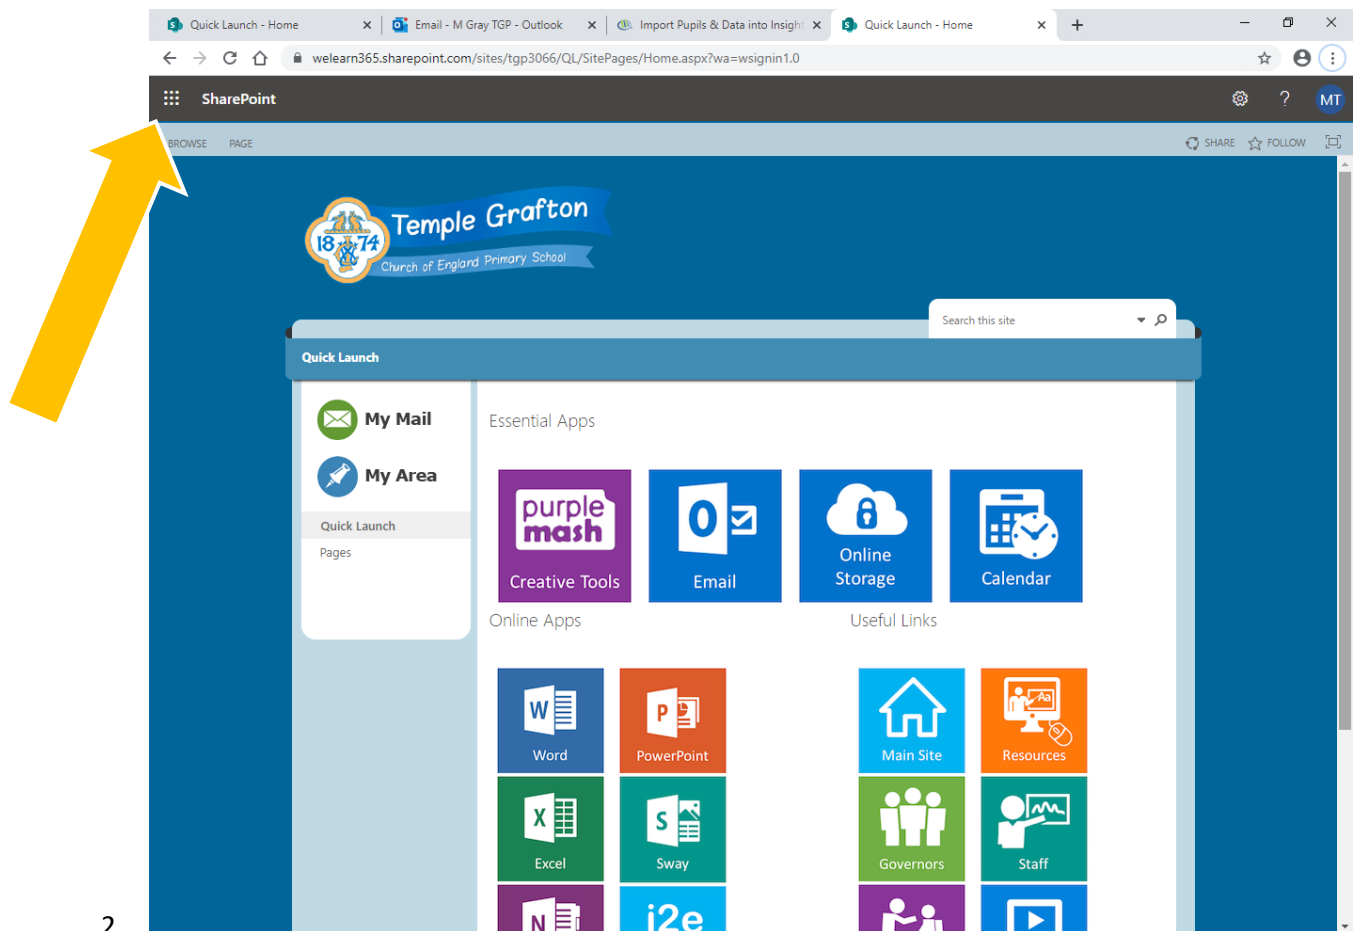 Quick Launch - Home
Email - M Gray TGP - Outlook
Import Pupils & Data into Insight
Quick Launch - Home
welearn365.sharepoint.com/sites/tgp3066/QL/SitePages/Home.aspx?wa=wsignin1.0
SharePoint
? MT
BROWSE PAGE
SHARE FOLLOW
Temple Grafton
18 74
Church of England Primary School
Search this site
Quick Launch
My Mail
My Area
Quick Launch
Pages
Essential Apps
purple
mash
Creative Tools
Email
Online
Storage
Calendar
Online Apps
Useful Links
Word
PowerPoint
Main Site
Resources
Excel
Sway
Governors
Staff
j2e
2